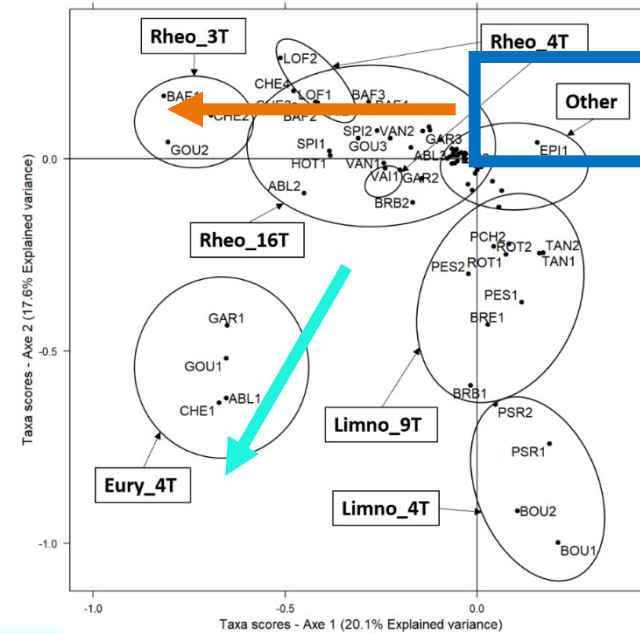 Rheo_3T
Rheo_4T
Other
LOF2
CHE4
LOF1
BAF3
BAF1
CHE2
BAF2
GOU2
SPI2
VAN2
GAR3
SPI1
GOU3
HOT1
VAN1
ABL3
EPI1
VAI1
GAR2
ABL2
BRB2
Rheo_16T
PCH2
ROT2
TAN2
ROT1
TAN1
PES2
PES1
BRE1
GAR1
GOU1
ABL1
CHE1
BRB1
PSR2
Limno_9T
PSR1
Eury_4T
Limno_4T
BOU2
BOU1
0.0
-0.5
-1.0
Taxa scores - Axe 2 (17.6% Explained variance)
-1.0
-0.5
0.0
Taxa scores - Axe 1 (20.1% Explained variance)